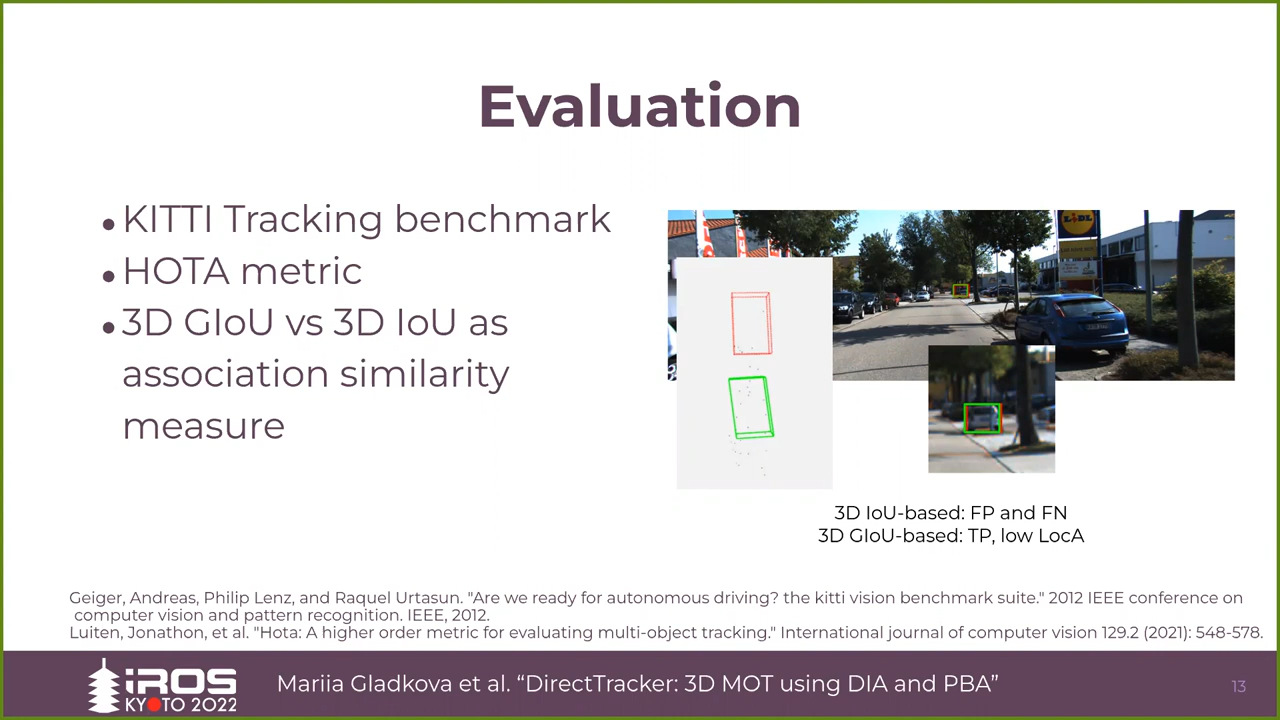 Evaluation
• KITTI Tracking benchmark
• HOTA metric
• 3D GIoU vs 3D IoU as
association similarity
measure
LiDL
3D IoU-based: FP and FN
3D GIoU-based: TP, low LocA
Geiger, Andreas, Philip Lenz, and Raquel Urtasun. "Are we ready for autonomous driving? the kitti vision benchmark suite." 2012 IEEE conference on
computer vision and pattern recognition. IEEE, 2012.
Luiten, Jonathon, et al. "Hota: A higher order metric for evaluating multi-object tracking." International journal of computer vision 129.2 (2021): 548-578.
iROS
KYOTO 2022
Mariia Gladkova et al. “DirectTracker: 3D MOT using DIA and PBA”
13